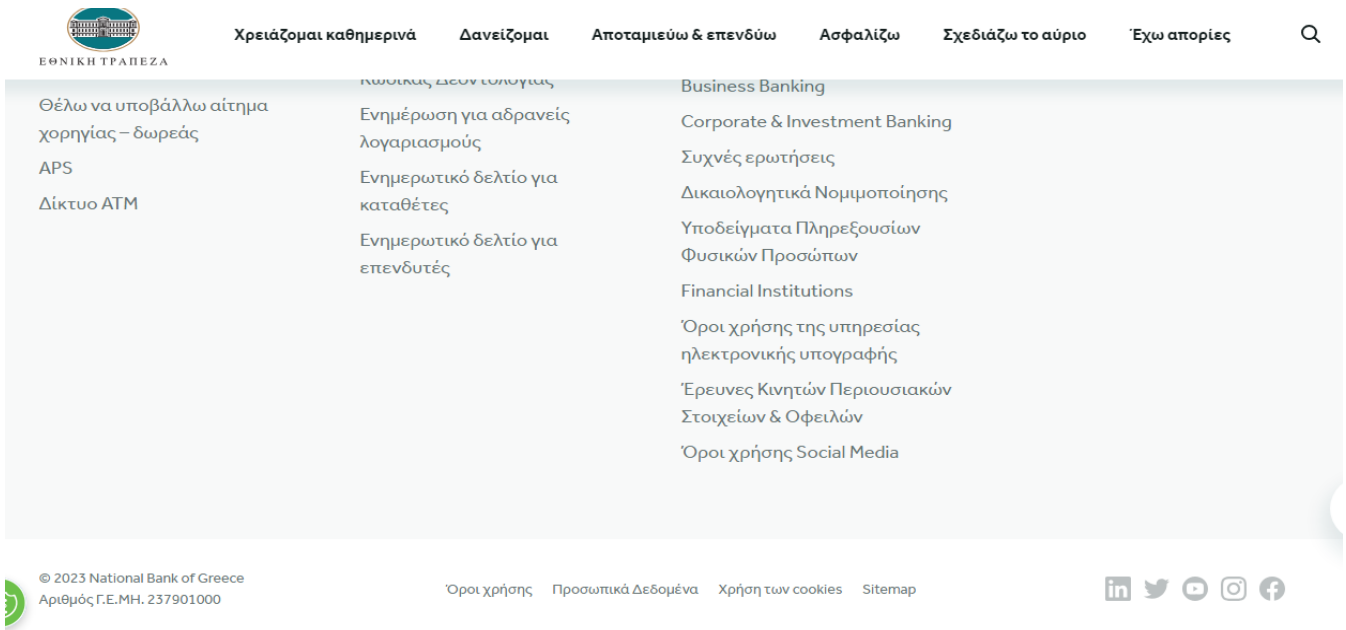 ΕΘΝΙΚΗ ΤΡΑΠΕΖΑ
Χρειάζομαι καθημερινά
Δανείζομαι
Αποταμιεύω & επενδύω
Ασφαλίζω
Σχεδιάζω το αύριο
Έχω απορίες
Θέλω να υποβάλλω αίτημα
χορηγίας – δωρεάς
APS
Δίκτυο ATM
Κώδικας Δεοντολογίας
Ενημέρωση για αδρανείς
λογαριασμούς
Ενημερωτικό δελτίο για
καταθέτες
Ενημερωτικό δελτίο για
επενδυτές
Business Banking
Corporate & Investment Banking
Συχνές ερωτήσεις
Δικαιολογητικά Νομιμοποίησης
Υποδείγματα Πληρεξουσίων
Φυσικών Προσώπων
Financial Institutions
Όροι χρήσης της υπηρεσίας
ηλεκτρονικής υπογραφής
Έρευνες Κινητών Περιουσιακών
Στοιχείων & Οφειλών
Όροι χρήσης Social Media
© 2023 National Bank of Greece
Αριθμός Γ.Ε.ΜΗ. 237901000
Όροι χρήσης
Προσωπικά Δεδομένα
Χρήση των cookies
Sitemap